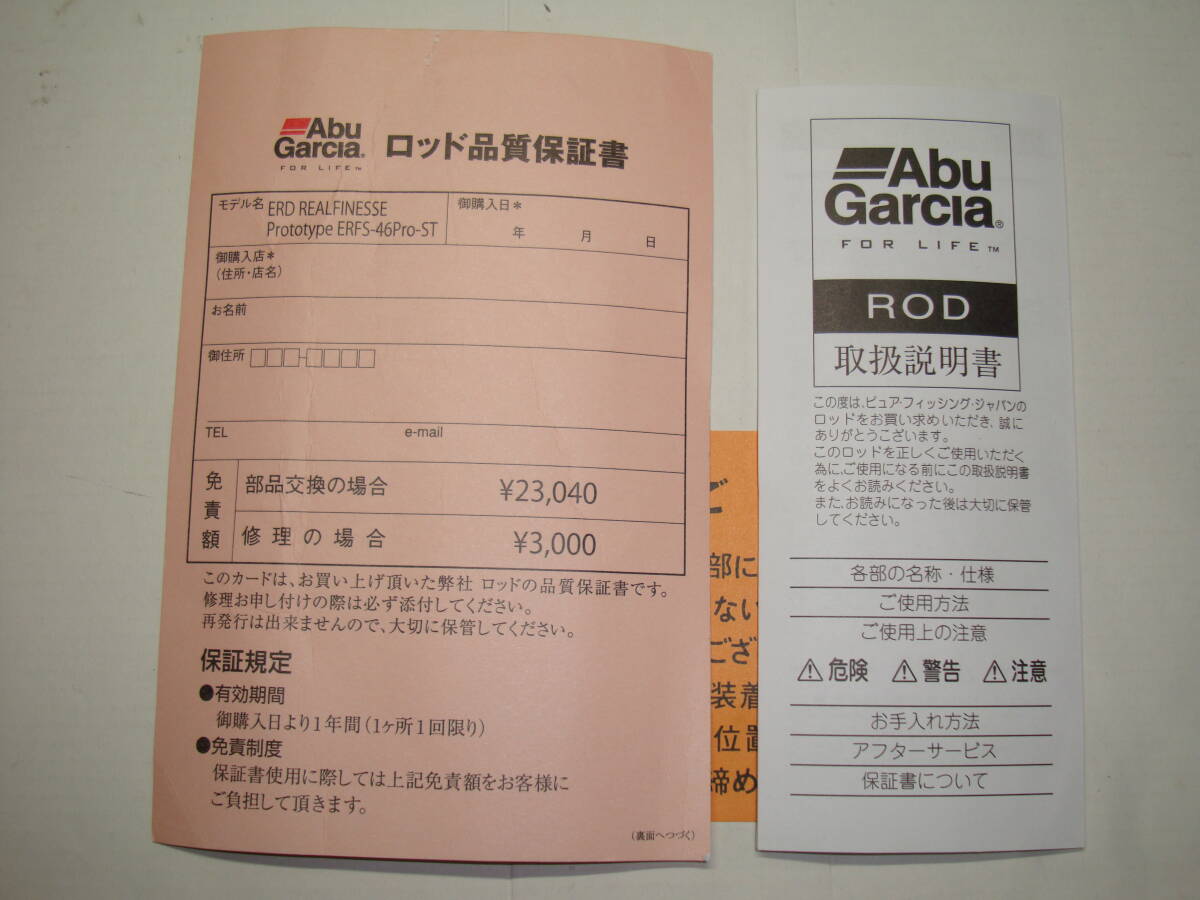 Abu
Garcia®
FOR LIFE™
ロッド品質保証書
モデル名 ERD REALFINESSE
Prototype ERFS-46Pro-ST
御購入日＊
年 月 日
御購入店＊
（住所・店名）
お名前
御住所 □□□-□□□□
TEL e-mail
免責額
部品交換の場合 ¥23,040
修理の場合 ¥3,000
このカードは、お買い上げ頂いた弊社 ロッドの品質保証書です。
修理お申し付けの際は必ず添付してください。
再発行は出来ませんので、大切に保管してください。
保証規定
●有効期間
御購入日より1年間（1ヶ所1回限り）
●免責制度
保証書使用に際しては上記免責額をお客様に
ご負担して頂きます。
（裏面へつづく）
ご
部に
ない
ござ
装着
位置
締め
Abu
Garcia®
FOR LIFE™
ROD
取扱説明書
この度は、ピュア・フィッシング・ジャパンの
ロッドをお買い求めいただき、誠に
ありがとうございます。
このロッドを正しくご使用いただく
為に、ご使用になる前にこの取扱説明書
をよくお読みください。
また、お読みになった後は大切に保管
してください。
各部の名称・仕様
ご使用方法
ご使用上の注意
⚠危険 ⚠警告 ⚠注意
お手入れ方法
アフターサービス
保証書について